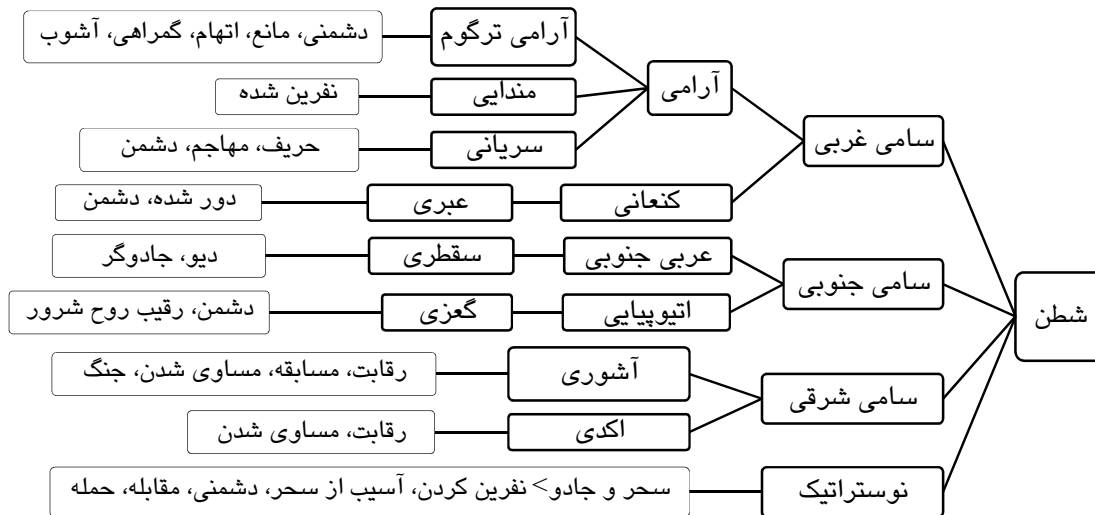 شطن
سامی غربی
آرامی
آرامی ترگوم
دشمنی، مانع، اتهام، گمراهی، آشوب
مندایی
نفرین شده
سریانی
حریف، مهاجم، دشمن
کنعانی
عبری
دور شده، دشمن
سامی جنوبی
عربی جنوبی
سقطری
دیو، جادوگر
اتیوپیایی
گعزی
دشمن، رقیب روح شرور
سامی شرقی
آشوری
رقابت، مسابقه، مساوی شدن، جنگ
اکدی
رقابت، مساوی شدن
نوستراتیک
سحر و جادو> نفرین کردن، آسیب از سحر، دشمنی، مقابله، حمله